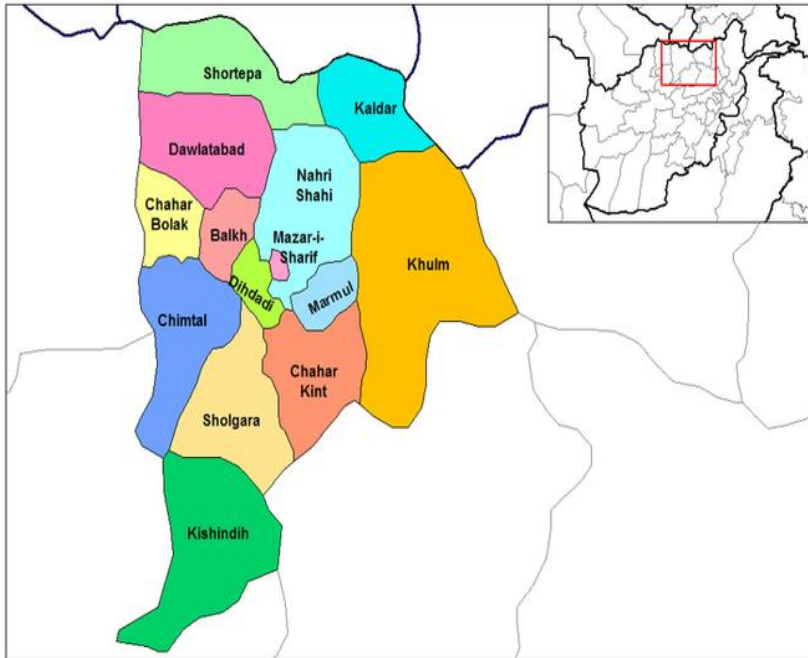 Shortepa
Kaldar
Dawlatabad
Nahri
Shahi
Chahar
Bolak
Balkh
Mazar-i-
Sharif
Khulm
Dihdadi
Marmul
Chimtal
Chahar
Kint
Sholgara
Kishindih